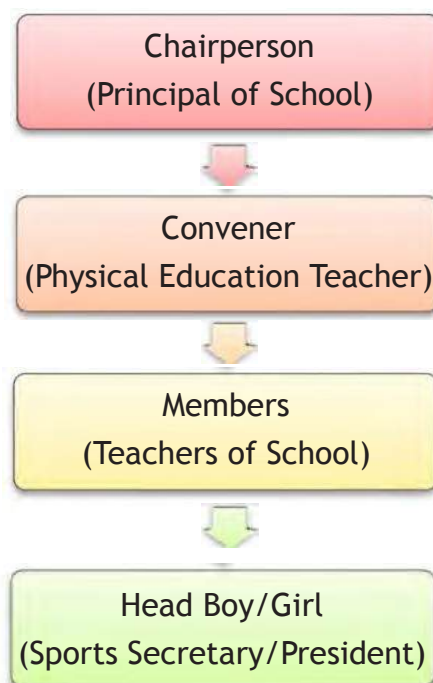 Chairperson
(Principal of School)
Convener
(Physical Education Teacher)
Members
(Teachers of School)
Head Boy/Girl
(Sports Secretary/President)